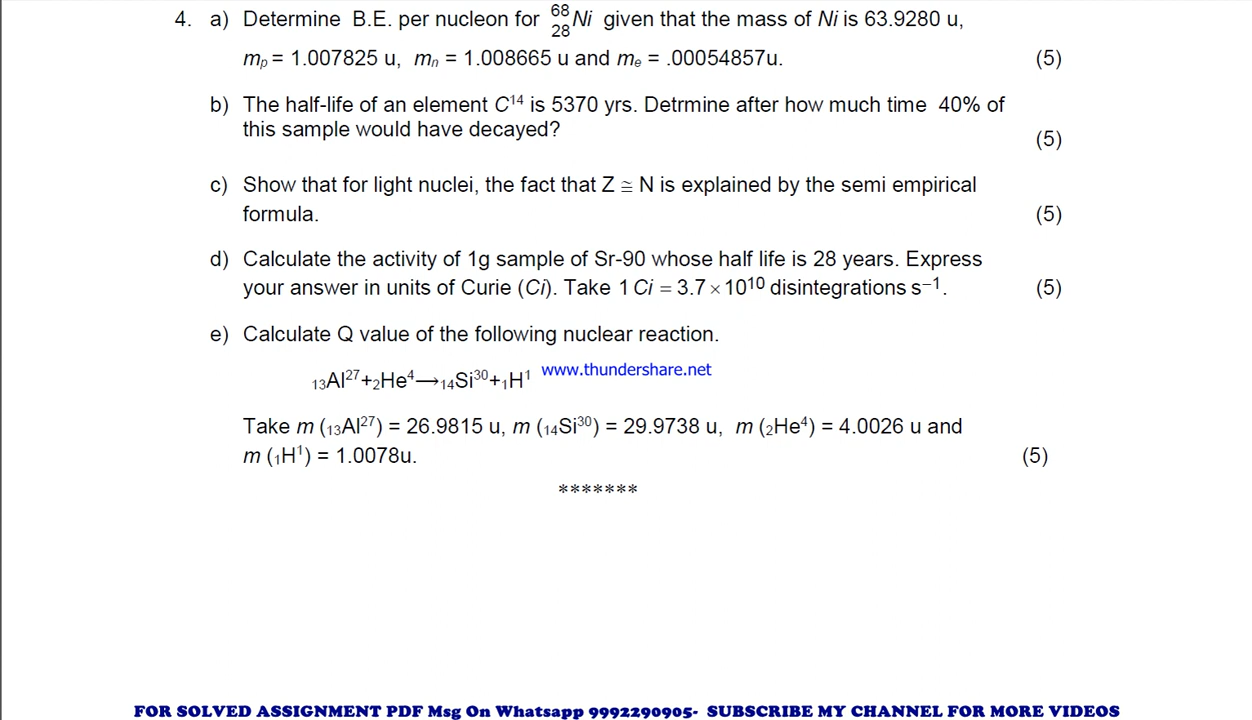 4. a) Determine B.E. per nucleon for ⁶⁸₂₈Ni given that the mass of Ni is 63.9280 u,
mₚ = 1.007825 u, mₙ = 1.008665 u and mₑ = .00054857u. (5)
b) The half-life of an element C¹⁴ is 5370 yrs. Detrmine after how much time 40% of
this sample would have decayed?
(5)
c) Show that for light nuclei, the fact that Z ≅ N is explained by the semi empirical
formula. (5)
d) Calculate the activity of 1g sample of Sr-90 whose half life is 28 years. Express
your answer in units of Curie (Ci). Take 1 Ci = 3.7 × 10¹⁰ disintegrations s⁻¹. (5)
e) Calculate Q value of the following nuclear reaction.
₁₃Al²⁷+₂He⁴⟶₁₄Si³⁰+₁H¹ www.thundershare.net
Take m (₁₃Al²⁷) = 26.9815 u, m (₁₄Si³⁰) = 29.9738 u, m (₂He⁴) = 4.0026 u and
m (₁H¹) = 1.0078u. (5)
*******
FOR SOLVED ASSIGNMENT PDF Msg On Whatsapp 9992290905- SUBSCRIBE MY CHANNEL FOR MORE VIDEOS